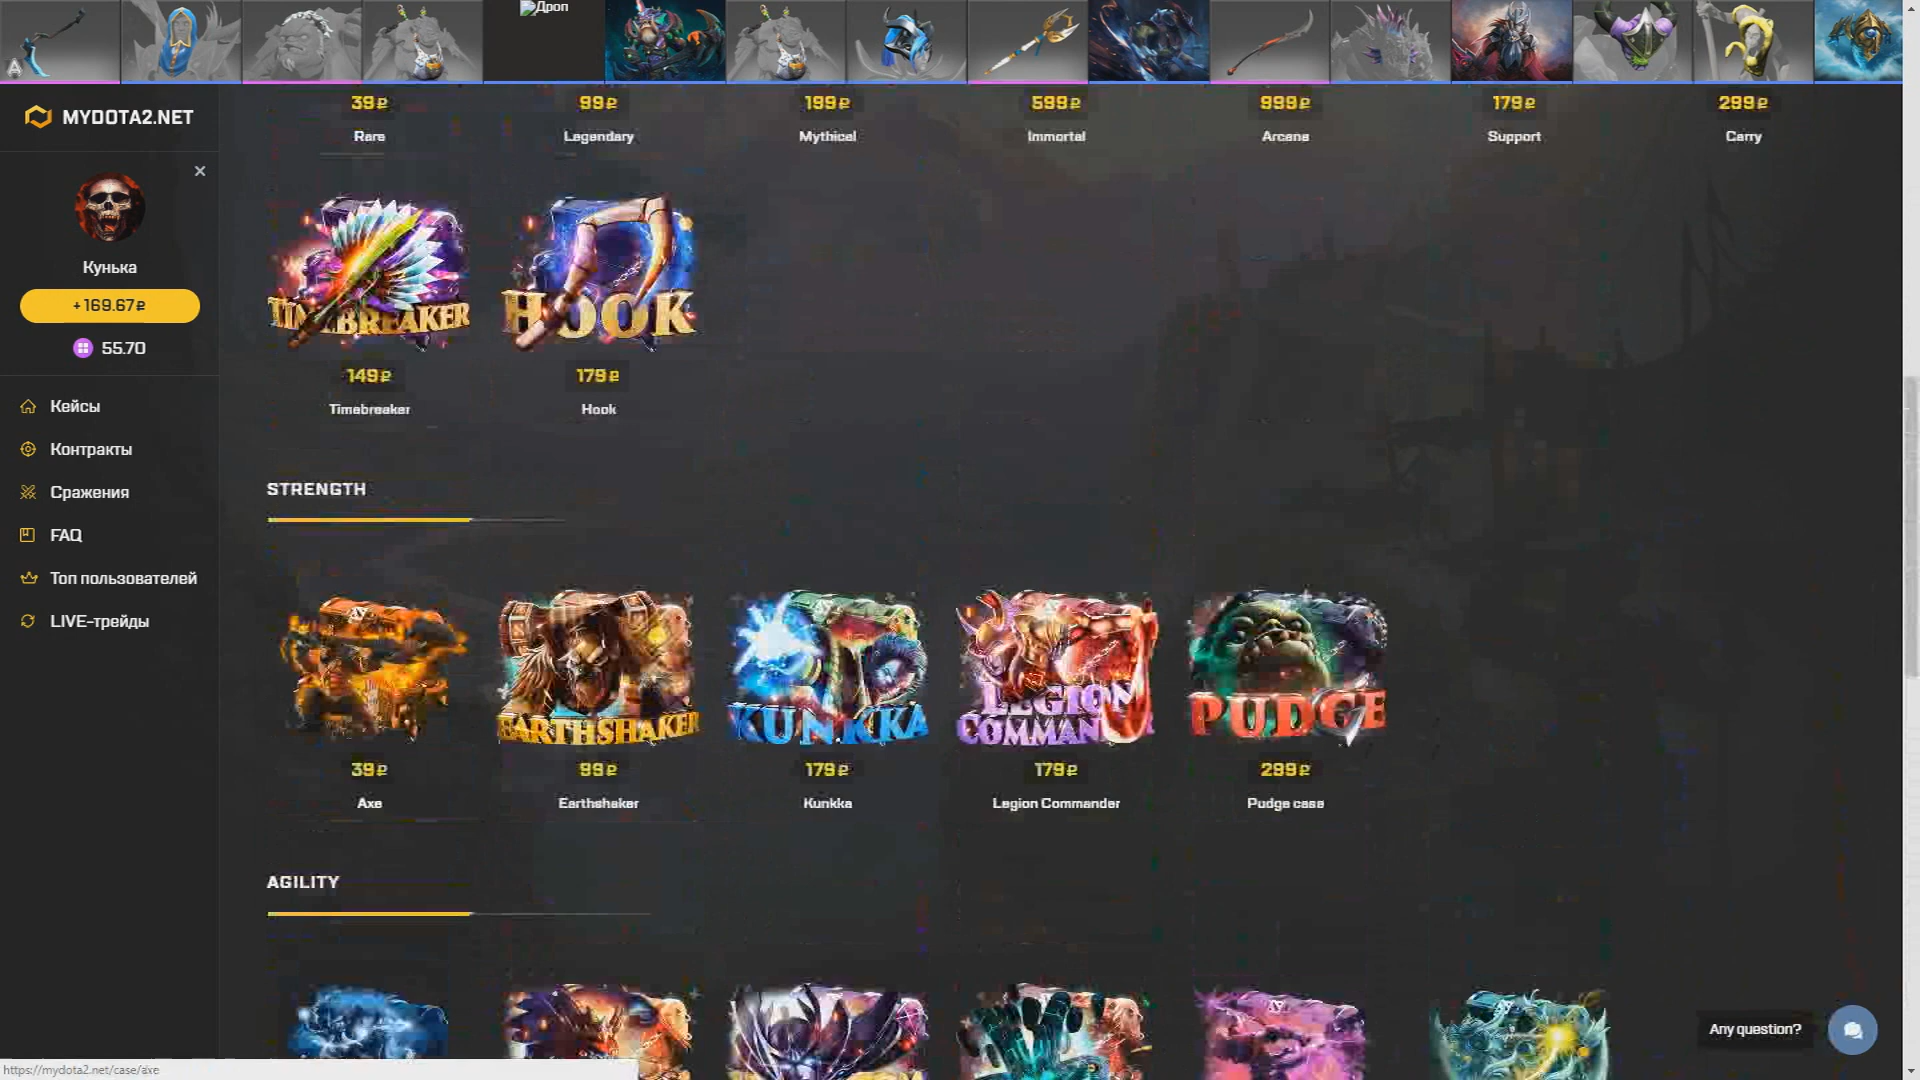 Дроп
MYDOTA2.NET
Кунька
+169.67₽
55.70
Кейсы
Контракты
Сражения
FAQ
Топ пользователей
LIVE-трейды
39₽
99₽
199₽
599₽
999₽
179₽
299₽
Rare
Legendary
Mythical
Immortal
Arcana
Support
Carry
TIMEBREAKER
HOOK
149₽
179₽
Timebreaker
Hook
STRENGTH
EARTHSHAKER
KUNKKA
LEGION
COMMANDER
PUDGE
39₽
99₽
179₽
179₽
299₽
Axe
Earthshaker
Kunkka
Legion Commander
Pudge case
AGILITY
Any question?
https://mydota2.net/case/axe